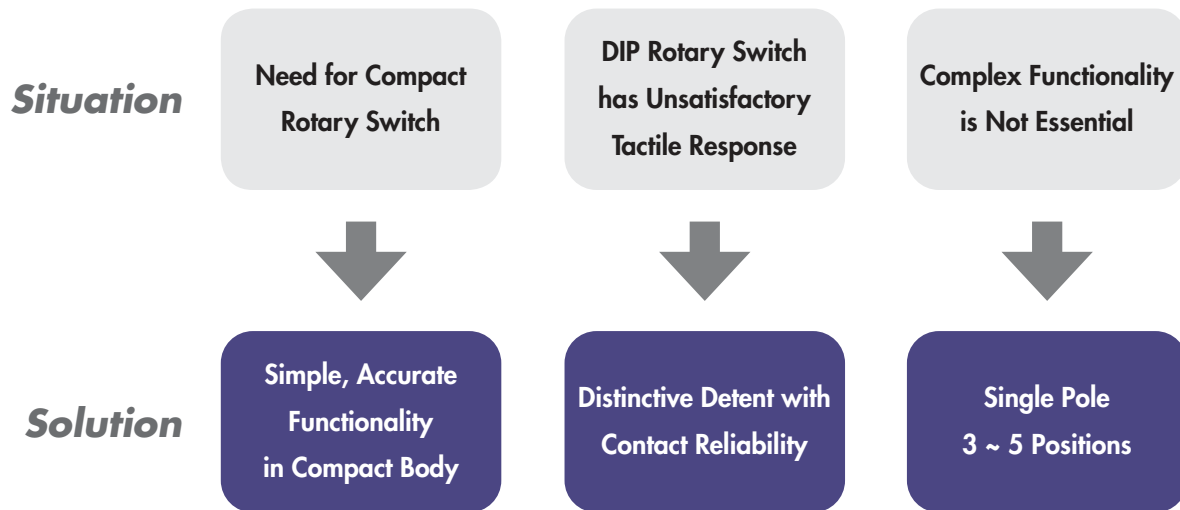 Situation
Need for Compact
Rotary Switch
DIP Rotary Switch
has Unsatisfactory
Tactile Response
Complex Functionality
is Not Essential
Solution
Simple, Accurate
Functionality
in Compact Body
Distinctive Detent with
Contact Reliability
Single Pole
3 ~ 5 Positions